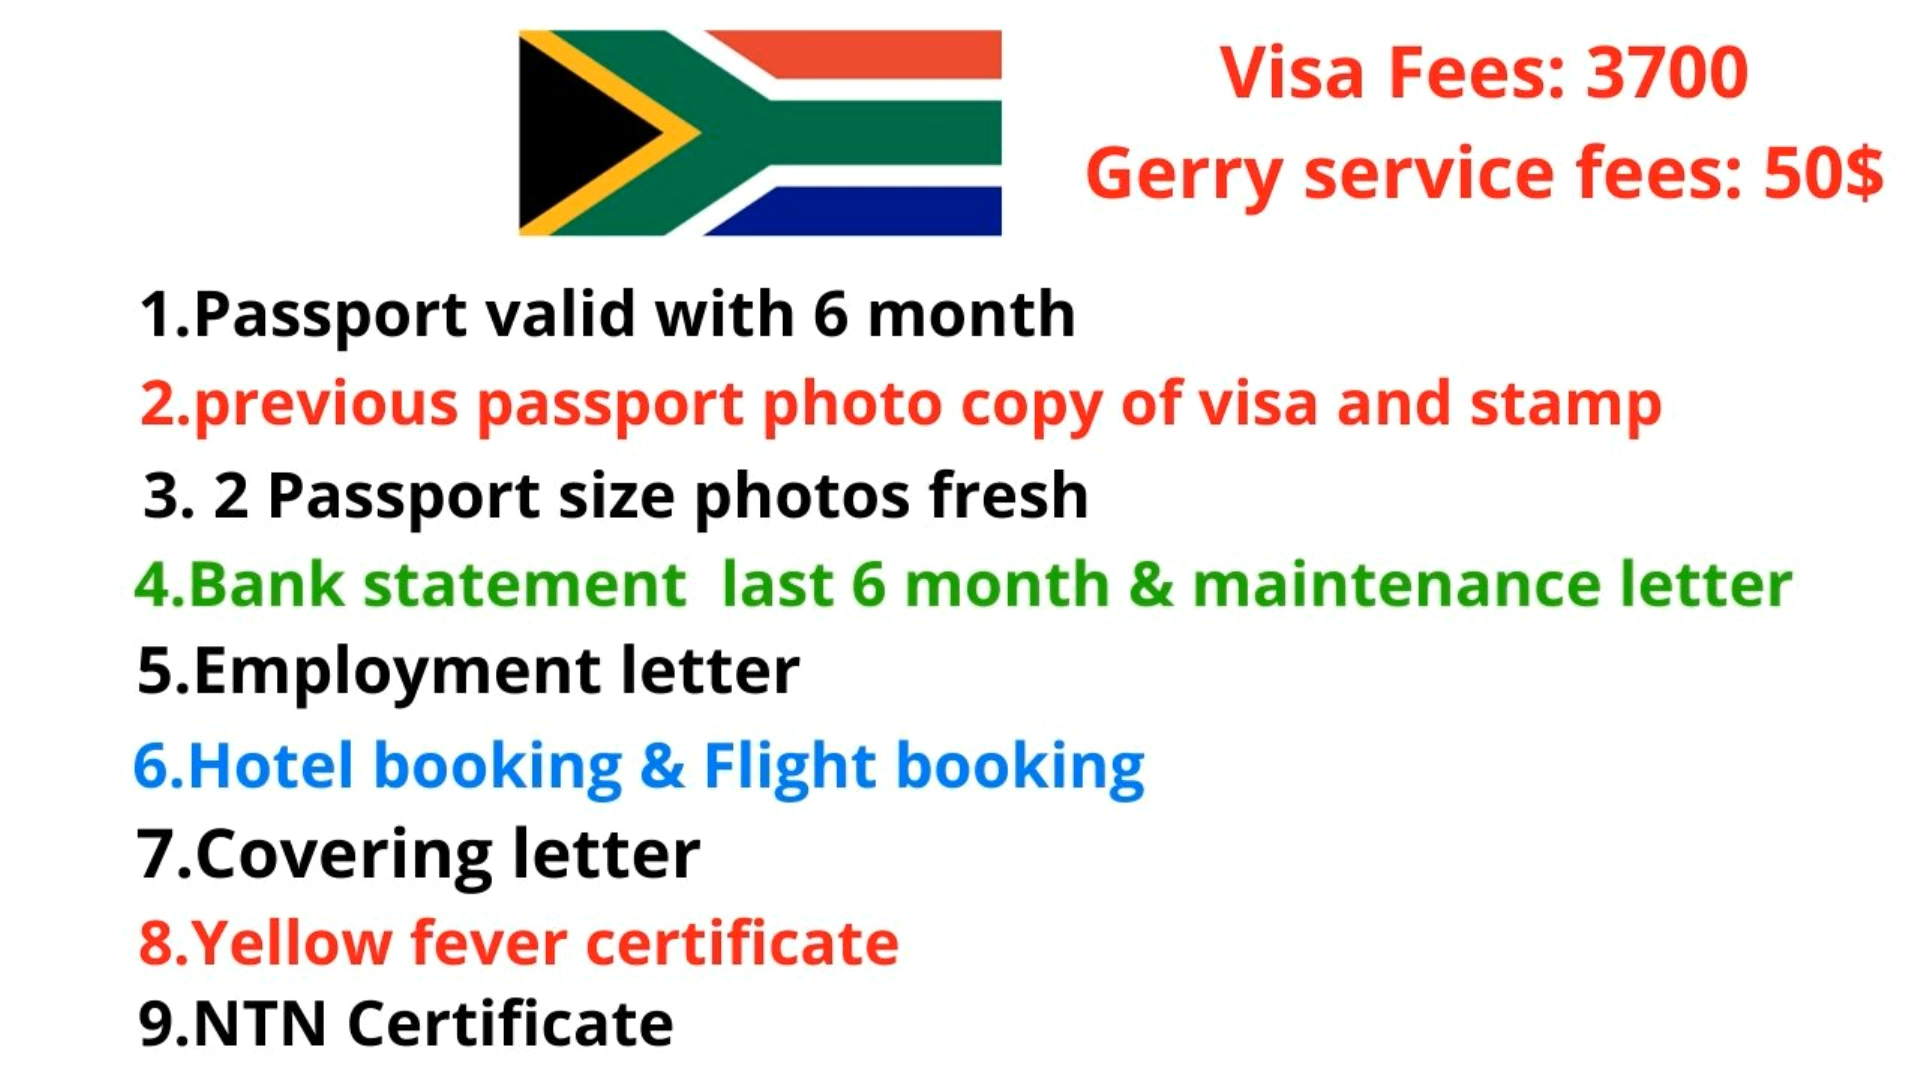 Visa Fees: 3700
Gerry service fees: 50$
1.Passport valid with 6 month
2.previous passport photo copy of visa and stamp
3. 2 Passport size photos fresh
4.Bank statement  last 6 month & maintenance letter
5.Employment letter
6.Hotel booking & Flight booking
7.Covering letter
8.Yellow fever certificate
9.NTN Certificate